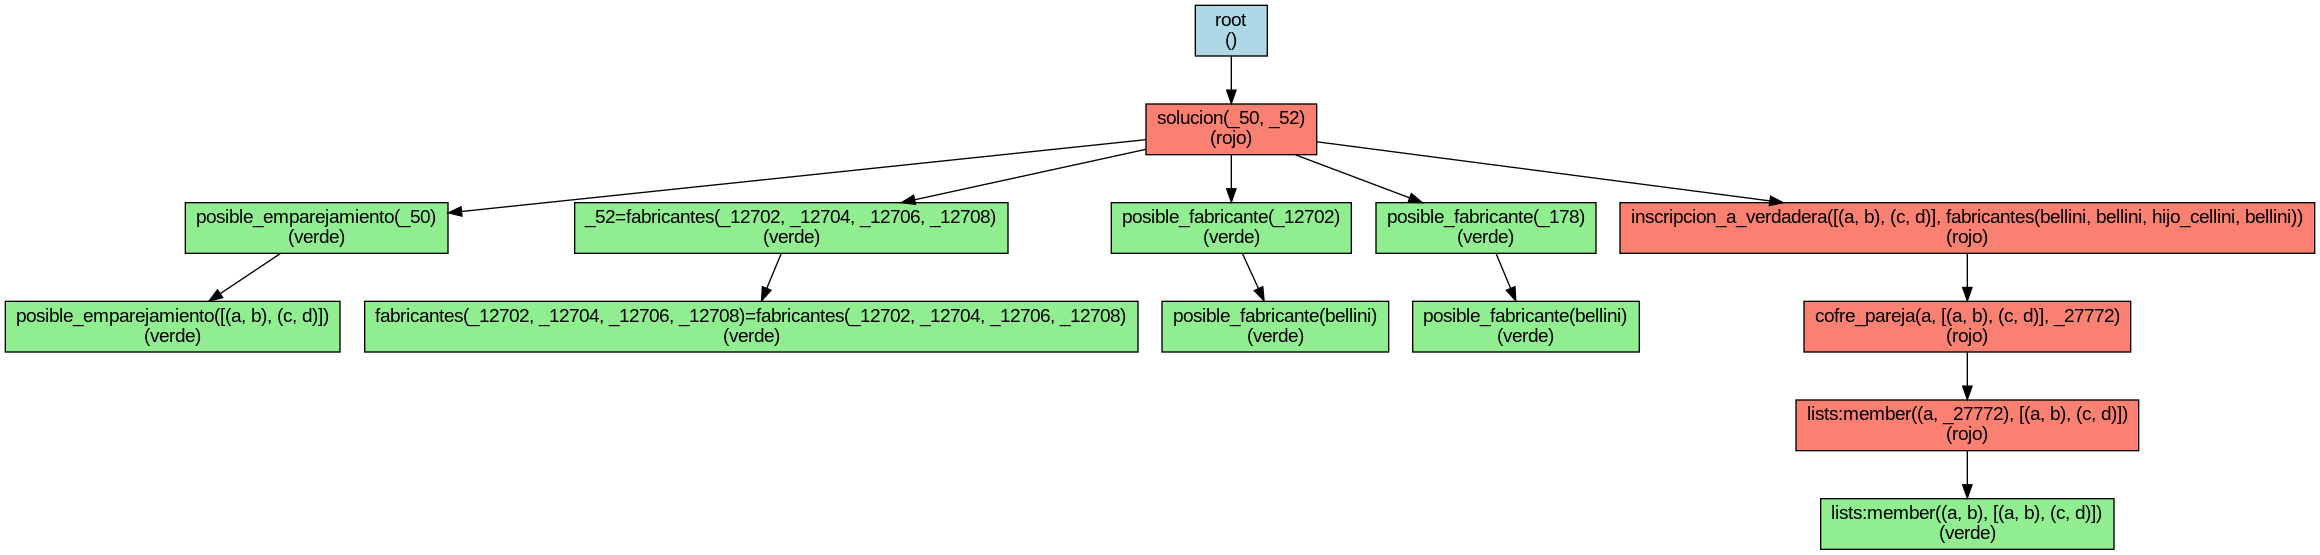 root
()
solucion(_50, _52)
(rojo)
posible_emparejamiento(_50)
(verde)
_52=fabricantes(_12702, _12704, _12706, _12708)
(verde)
posible_fabricante(_12702)
(verde)
posible_fabricante(_178)
(verde)
inscripcion_a_verdadera([(a, b), (c, d)], fabricantes(bellini, bellini, hijo_cellini, bellini))
(rojo)
posible_emparejamiento([(a, b), (c, d)])
(verde)
fabricantes(_12702, _12704, _12706, _12708)=fabricantes(_12702, _12704, _12706, _12708)
(verde)
posible_fabricante(bellini)
(verde)
posible_fabricante(bellini)
(verde)
cofre_pareja(a, [(a, b), (c, d)], _27772)
(rojo)
lists:member((a, _27772), [(a, b), (c, d)])
(rojo)
lists:member((a, b), [(a, b), (c, d)])
(verde)